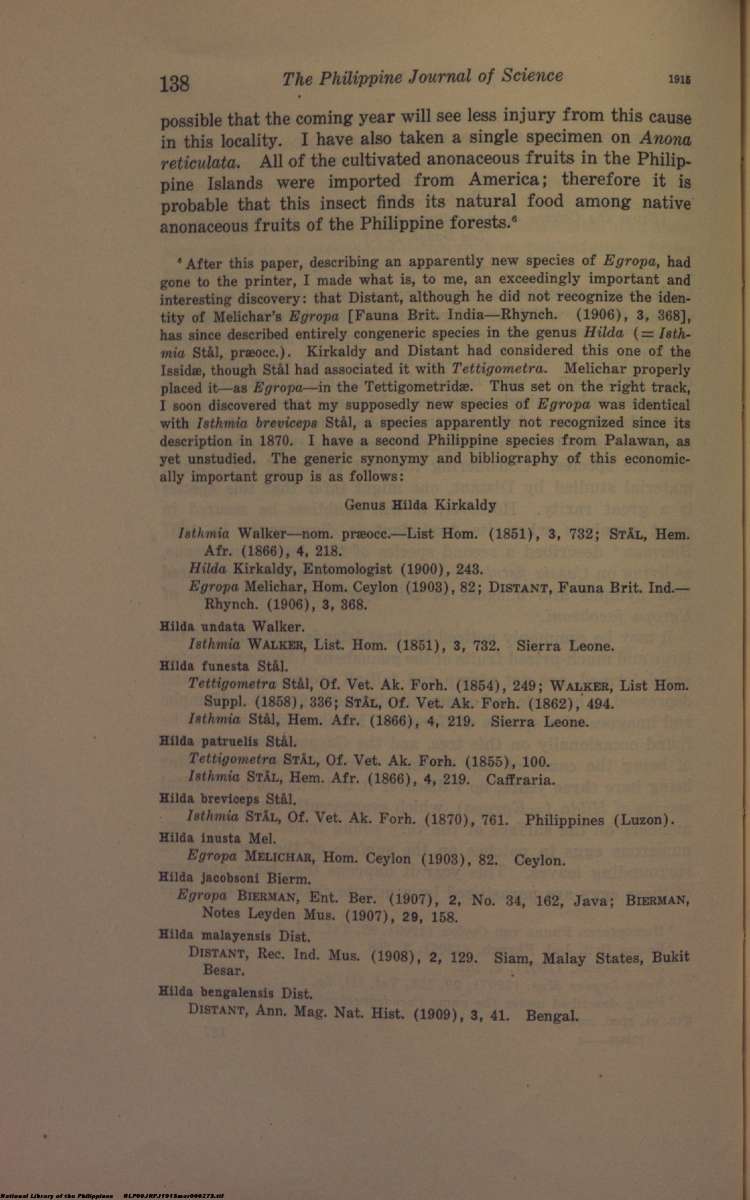 138 The Philippine Journal of Science 1915
possible that the coming year will see less injury from this cause
in this locality. I have also taken a single specimen on Anona
reticulata. All of the cultivated anonaceous fruits in the Philip-
pine Islands were imported from America; therefore it is
probable that this insect finds its natural food among native
anonaceous fruits of the Philippine forests.⁶
⁶ After this paper, describing an apparently new species of Egropa, had
gone to the printer, I made what is, to me, an exceedingly important and
interesting discovery: that Distant, although he did not recognize the iden-
tity of Melichar's Egropa [Fauna Brit. India—Rhynch. (1906), 3, 368],
has since described entirely congeneric species in the genus Hilda (= Isth-
mia Stål, præocc.). Kirkaldy and Distant had considered this one of the
Issidæ, though Stål had associated it with Tettigometra. Melichar properly
placed it—as Egropa—in the Tettigometridæ. Thus set on the right track,
I soon discovered that my supposedly new species of Egropa was identical
with Isthmia breviceps Stål, a species apparently not recognized since its
description in 1870. I have a second Philippine species from Palawan, as
yet unstudied. The generic synonymy and bibliography of this economic-
ally important group is as follows:
Genus Hilda Kirkaldy
Isthmia Walker—nom. præocc.—List Hom. (1851), 3, 732; STÅL, Hem.
Afr. (1866), 4, 218.
Hilda Kirkaldy, Entomologist (1900), 243.
Egropa Melichar, Hom. Ceylon (1903), 82; DISTANT, Fauna Brit. Ind.—
Rhynch. (1906), 3, 368.
Hilda undata Walker.
Isthmia WALKER, List. Hom. (1851), 3, 732. Sierra Leone.
Hilda funesta Stål.
Tettigometra Stål, Of. Vet. Ak. Forh. (1854), 249; WALKER, List Hom.
Suppl. (1858), 336; STÅL, Of. Vet. Ak. Forh. (1862), 494.
Isthmia Stål, Hem. Afr. (1866), 4, 219. Sierra Leone.
Hilda patruelis Stål.
Tettigometra STÅL, Of. Vet. Ak. Forh. (1855), 100.
Isthmia STÅL, Hem. Afr. (1866), 4, 219. Caffraria.
Hilda breviceps Stål.
Isthmia STÅL, Of. Vet. Ak. Forh. (1870), 761. Philippines (Luzon).
Hilda inusta Mel.
Egropa MELICHAR, Hom. Ceylon (1903), 82. Ceylon.
Hilda jacobsoni Bierm.
Egropa BIERMAN, Ent. Ber. (1907), 2, No. 34, 162, Java; BIERMAN,
Notes Leyden Mus. (1907), 29, 158.
Hilda malayensis Dist.
DISTANT, Rec. Ind. Mus. (1908), 2, 129. Siam, Malay States, Bukit
Besar.
Hilda bengalensis Dist.
DISTANT, Ann. Mag. Nat. Hist. (1909), 3, 41. Bengal.
National Library of the Philippines